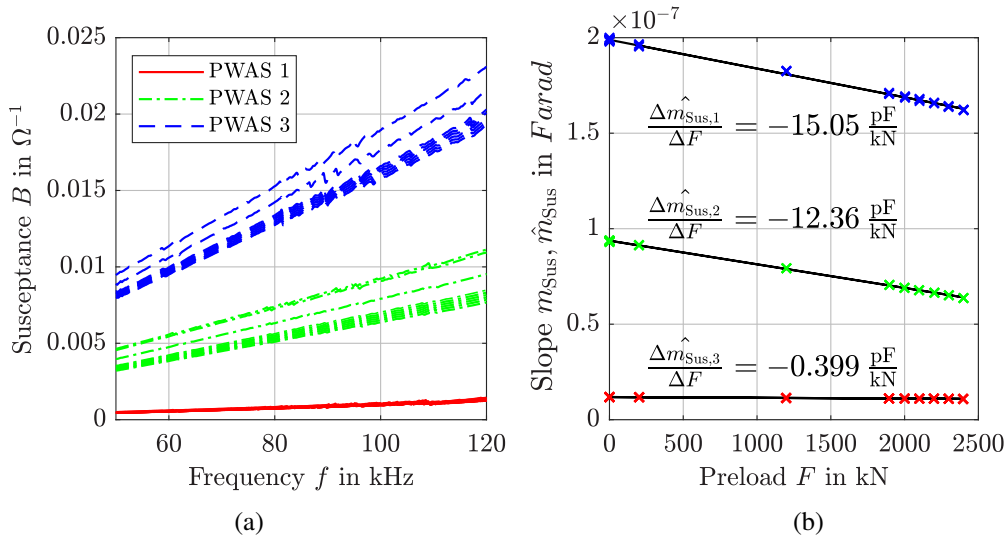 0.025
0.02
0.015
0.01
0.005
0
60 80 100 120
Susceptance B in Ω⁻¹
Frequency f in kHz
PWAS 1
PWAS 2
PWAS 3
(a)
×10⁻⁷
2
1.5
1
0.5
0
0 500 1000 1500 2000 2500
Slope m_Sus, m̂_Sus in Farad
Preload F in kN
Δm̂_Sus,1/ΔF = −15.05 pF/kN
Δm̂_Sus,2/ΔF = −12.36 pF/kN
Δm̂_Sus,3/ΔF = −0.399 pF/kN
(b)